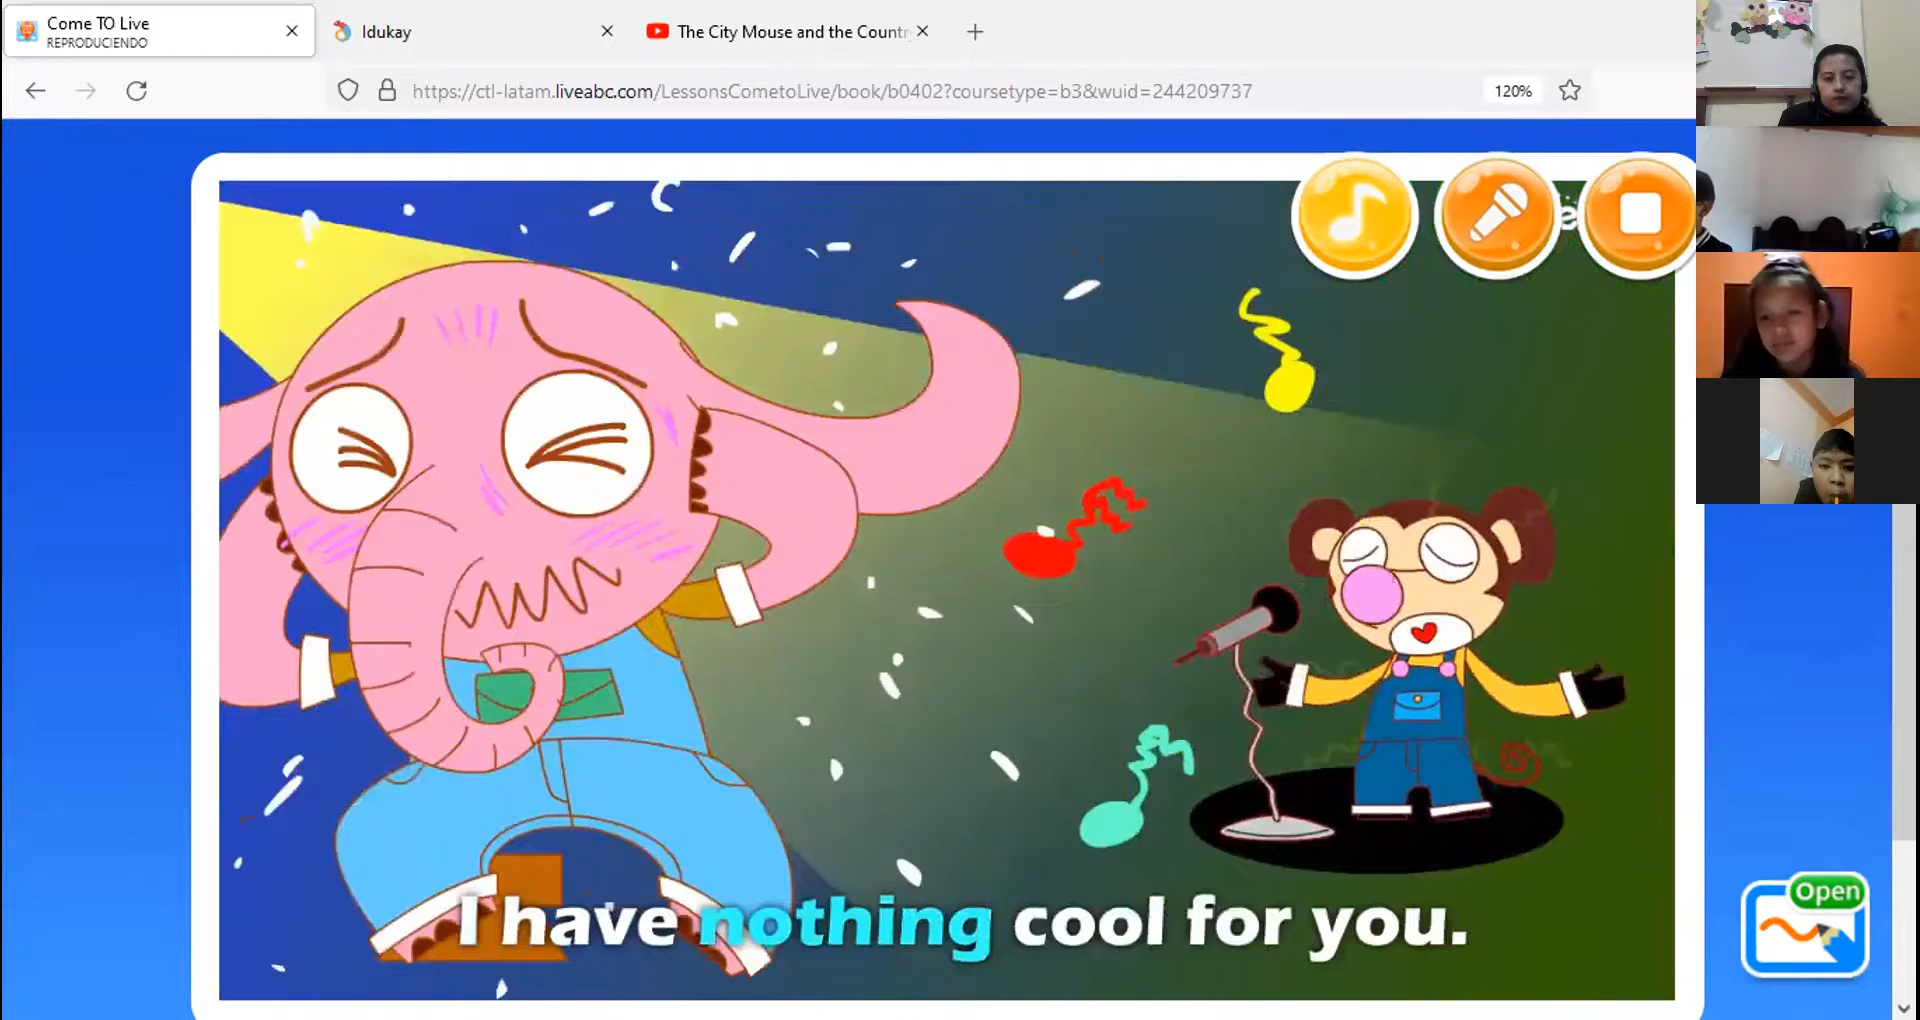 Come TO Live
REPRODUCIENDO
Idukay
The City Mouse and the Count
https://ctl-latam.liveabc.com/LessonsCometoLive/book/b0402?coursetype=b3&wuid=244209737
120%
Open
I have nothing cool for you.